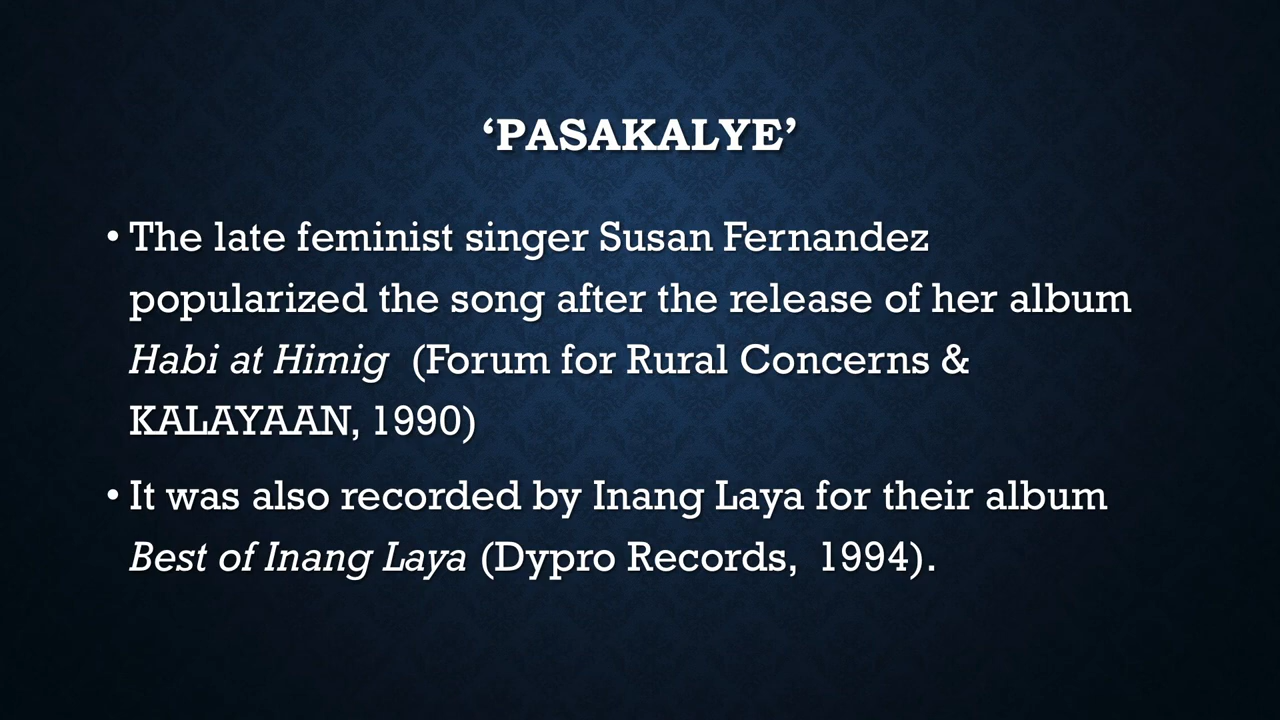 ‘PASAKALYE’
• The late feminist singer Susan Fernandez
popularized the song after the release of her album
Habi at Himig (Forum for Rural Concerns &
KALAYAAN, 1990)
• It was also recorded by Inang Laya for their album
Best of Inang Laya (Dypro Records, 1994).